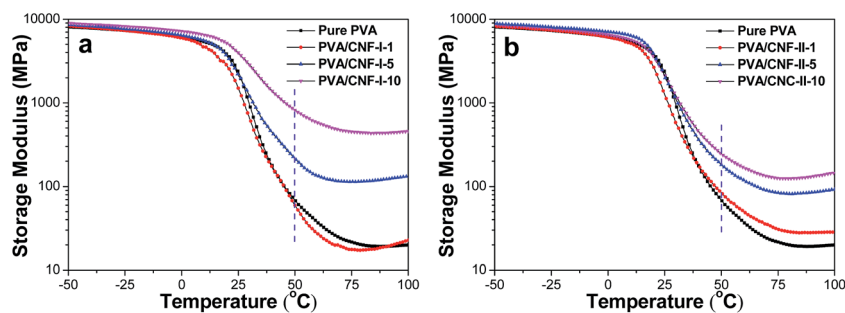 a
Pure PVA
PVA/CNF-I-1
PVA/CNF-I-5
PVA/CNF-I-10
Storage Modulus (MPa)
10000
1000
100
10
-50 -25 0 25 50 75 100
Temperature (°C)
b
Pure PVA
PVA/CNF-II-1
PVA/CNF-II-5
PVA/CNC-II-10
Storage Modulus (MPa)
10000
1000
100
10
-50 -25 0 25 50 75 100
Temperature (°C)